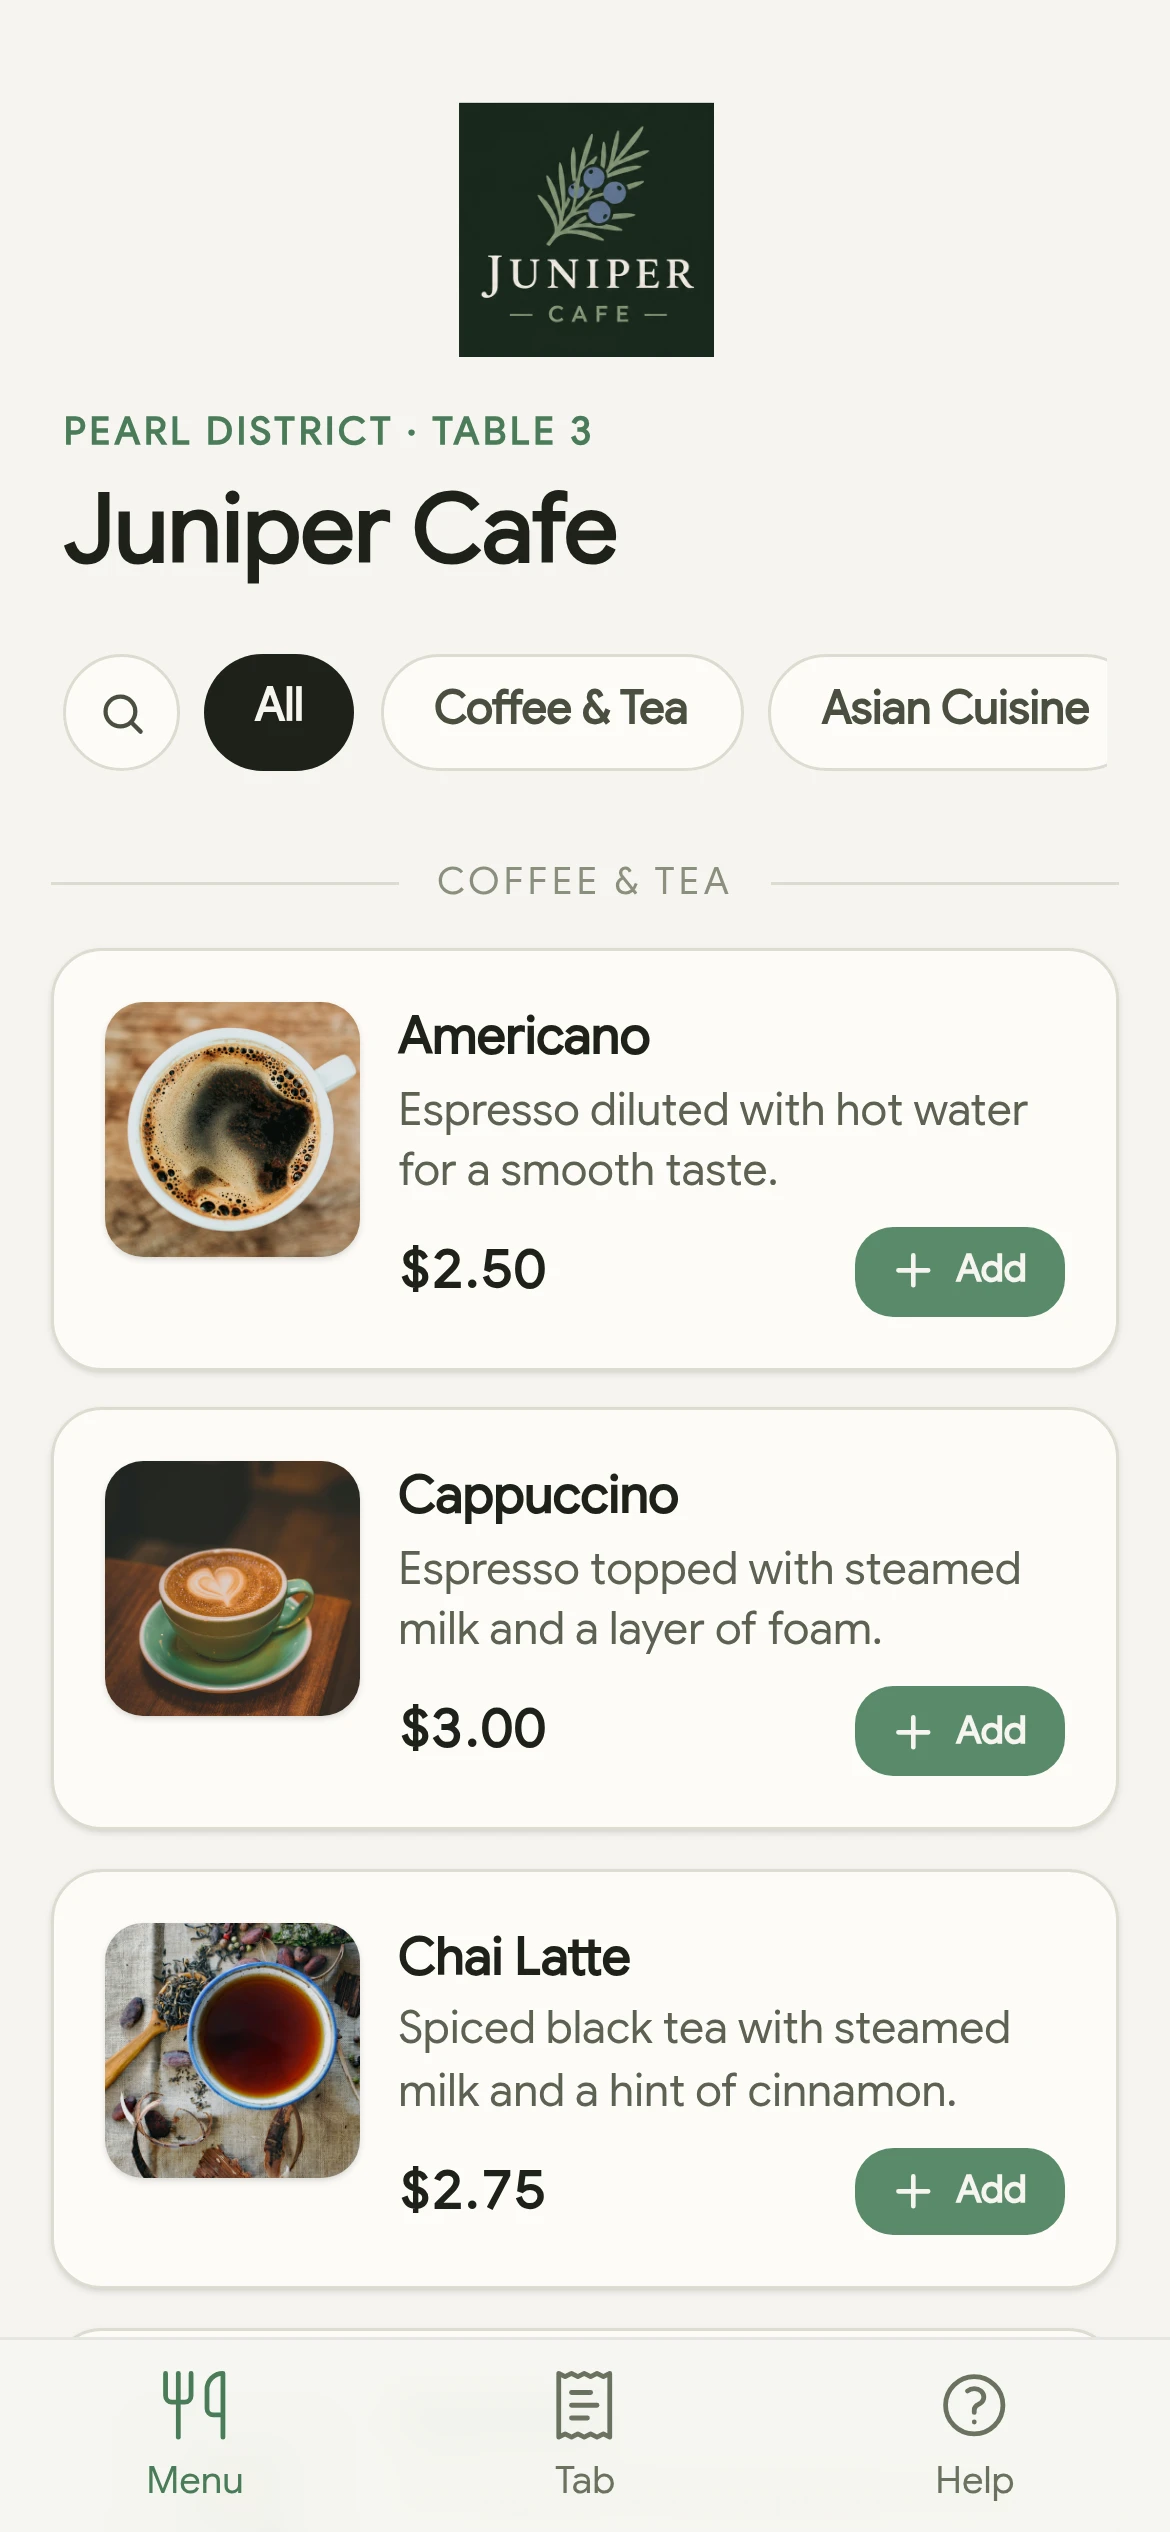 JUNIPER
— CAFE —
PEARL DISTRICT · TABLE 3
Juniper Cafe
All
Coffee & Tea
Asian Cuisine
COFFEE & TEA
Americano
Espresso diluted with hot water
for a smooth taste.
$2.50
+ Add
Cappuccino
Espresso topped with steamed
milk and a layer of foam.
$3.00
+ Add
Chai Latte
Spiced black tea with steamed
milk and a hint of cinnamon.
$2.75
+ Add
Menu
Tab
Help